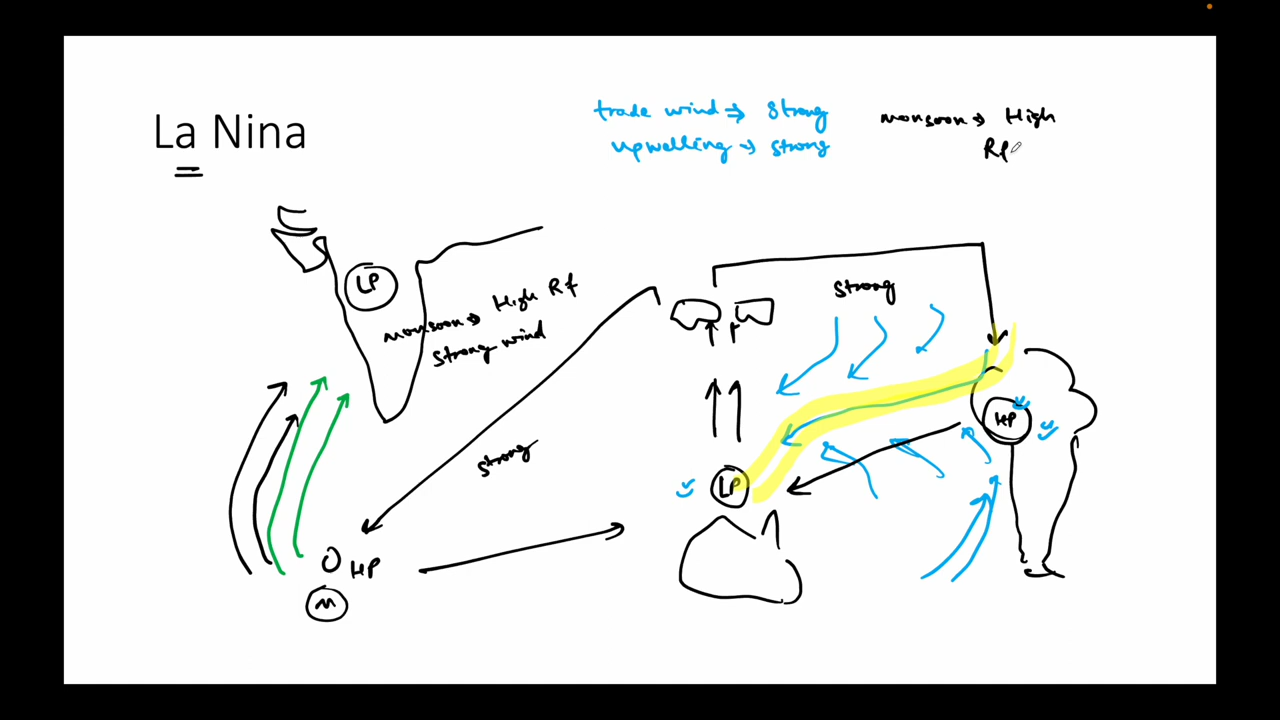 La Nina
trade wind → Strong
upwelling → strong
monsoon → High
Rf
LP
monsoon → High Rf
Strong wind
Strong
Strong
HP
LP
HP
M